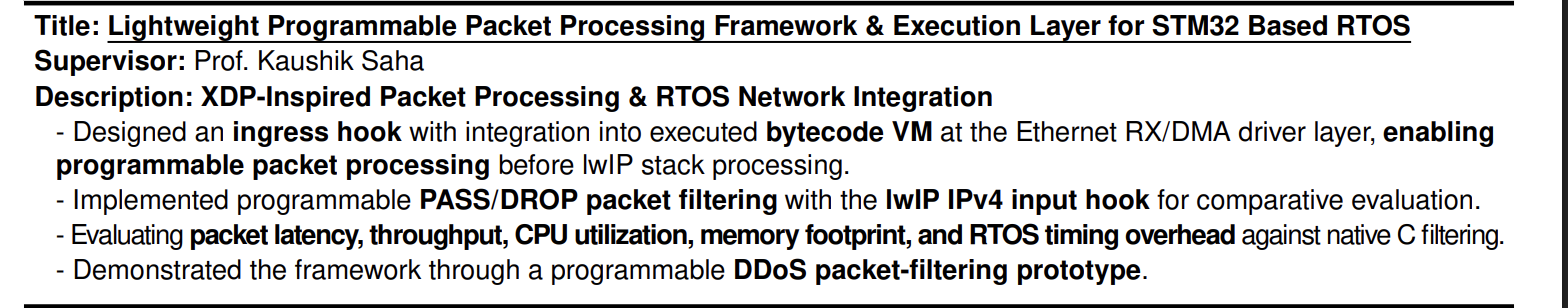 Title: Lightweight Programmable Packet Processing Framework & Execution Layer for STM32 Based RTOS
Supervisor: Prof. Kaushik Saha
Description: XDP-Inspired Packet Processing & RTOS Network Integration
- Designed an ingress hook with integration into executed bytecode VM at the Ethernet RX/DMA driver layer, enabling
programmable packet processing before lwIP stack processing.
- Implemented programmable PASS/DROP packet filtering with the lwIP IPv4 input hook for comparative evaluation.
- Evaluating packet latency, throughput, CPU utilization, memory footprint, and RTOS timing overhead against native C filtering.
- Demonstrated the framework through a programmable DDoS packet-filtering prototype.